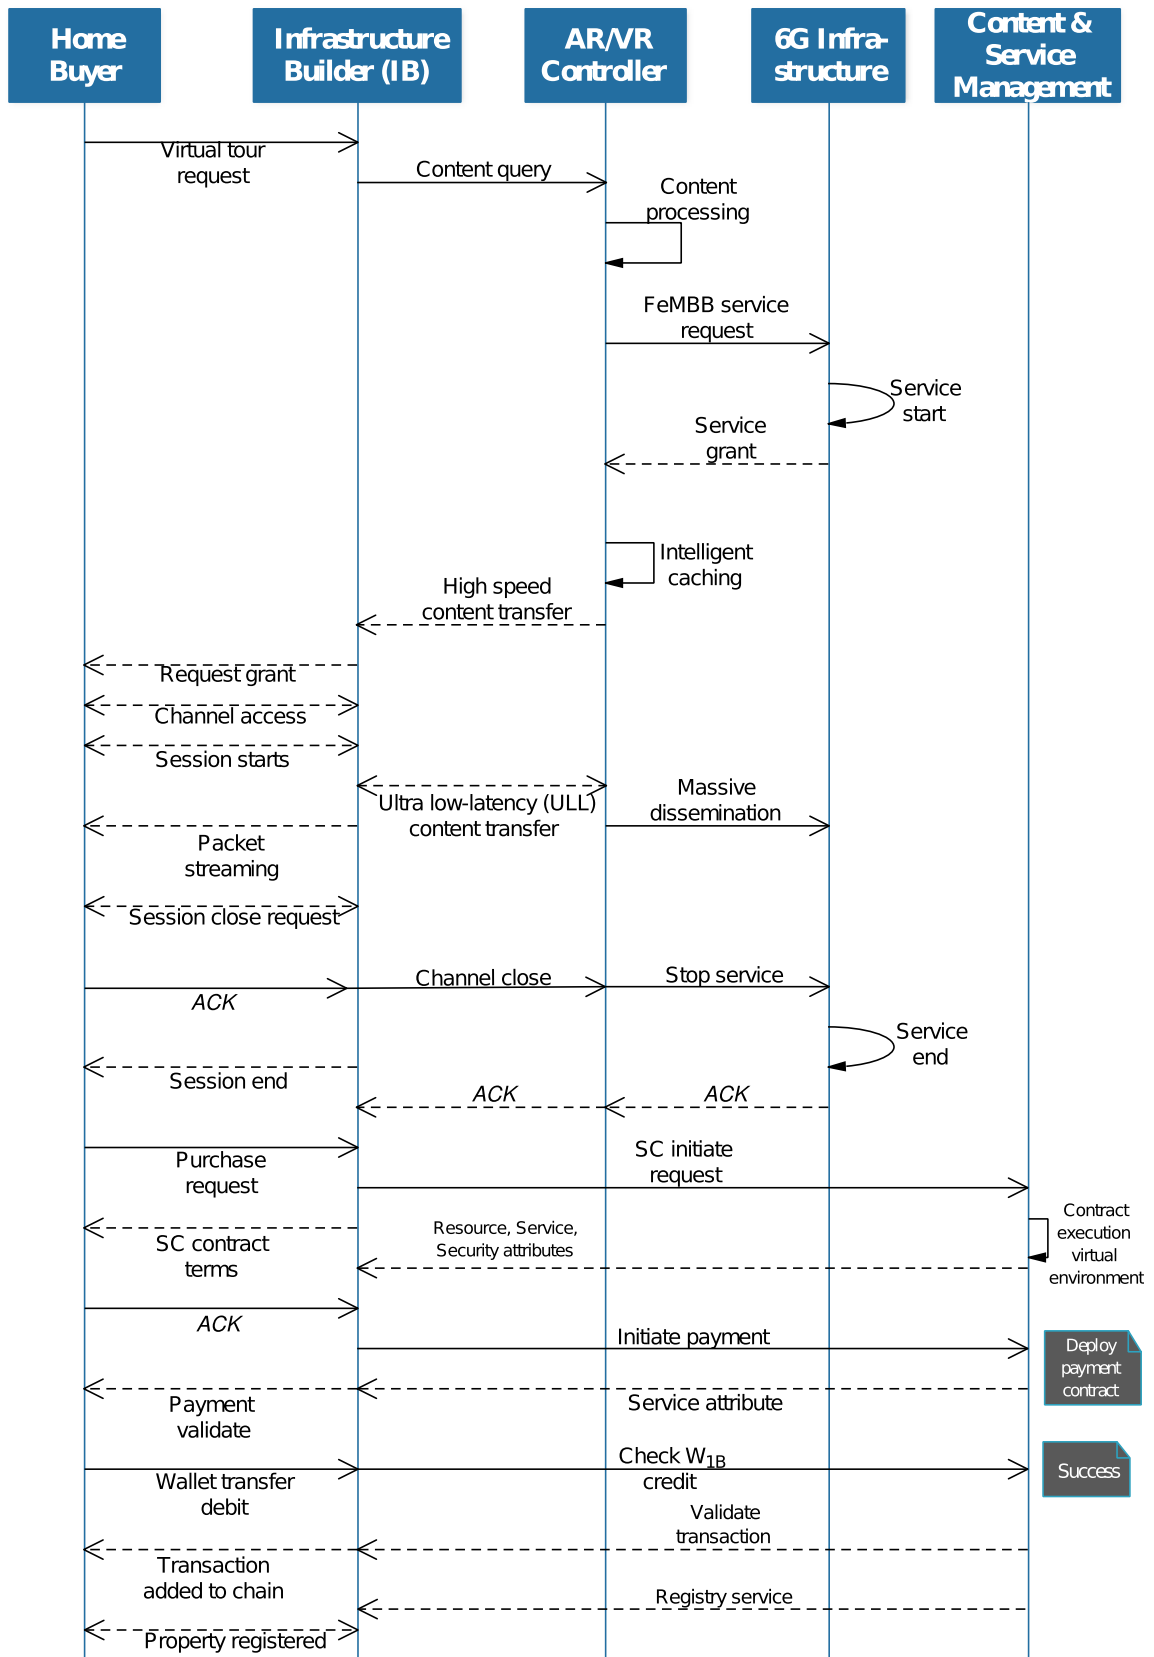 Home
Buyer
Infrastructure
Builder (IB)
AR/VR
Controller
6G Infra-
structure
Content &
Service
Management
Virtual tour
request
Content query
Content
processing
FeMBB service
request
Service
start
Service
grant
Intelligent
caching
High speed
content transfer
Request grant
Channel access
Session starts
Ultra low-latency (ULL)
content transfer
Massive
dissemination
Packet
streaming
Session close request
ACK
Channel close
Stop service
Service
end
Session end
ACK
ACK
Purchase
request
SC initiate
request
SC contract
terms
Resource, Service,
Security attributes
Contract
execution
virtual
environment
ACK
Initiate payment
Deploy
payment
contract
Payment
validate
Service attribute
Wallet transfer
debit
Check W1B
credit
Success
Validate
transaction
Transaction
added to chain
Registry service
Property registered